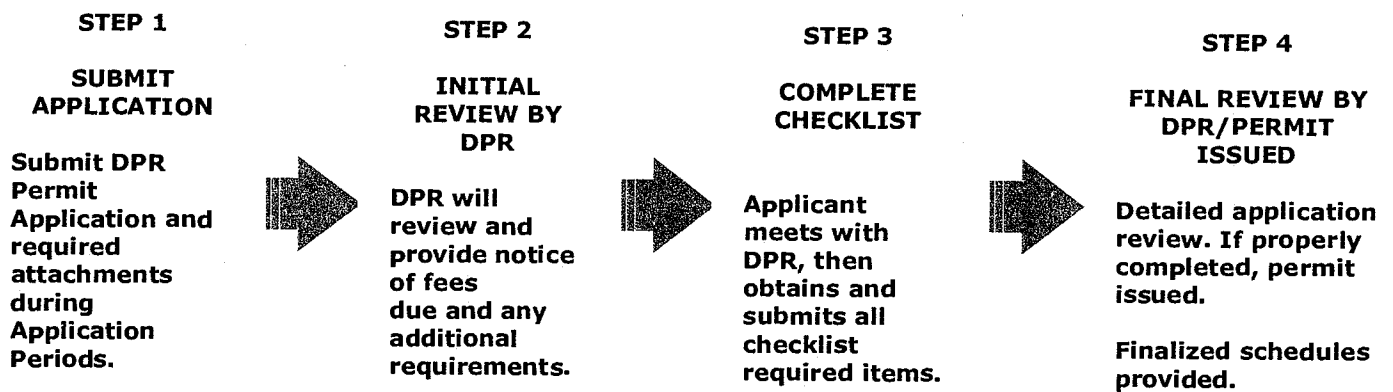 STEP 1
SUBMIT
APPLICATION
Submit DPR
Permit
Application and
required
attachments
during
Application
Periods.
STEP 2
INITIAL
REVIEW BY
DPR
DPR will
review and
provide notice
of fees
due and any
additional
requirements.
STEP 3
COMPLETE
CHECKLIST
Applicant
meets with
DPR, then
obtains and
submits all
checklist
required items.
STEP 4
FINAL REVIEW BY
DPR/PERMIT
ISSUED
Detailed application
review. If properly
completed, permit
issued.
Finalized schedules
provided.